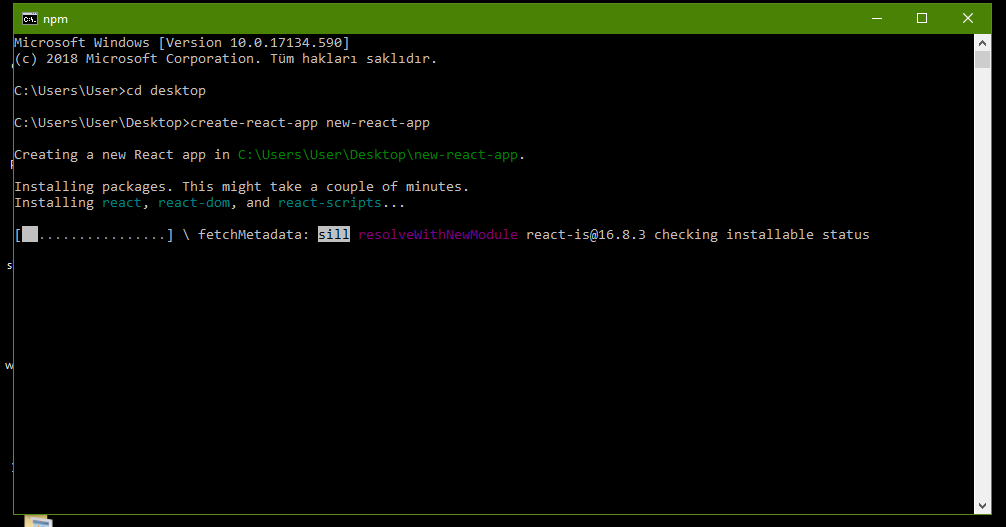 npm
Microsoft Windows [Version 10.0.17134.590]
(c) 2018 Microsoft Corporation. Tüm hakları saklıdır.
C:\Users\User>cd desktop
C:\Users\User\Desktop>create-react-app new-react-app
Creating a new React app in C:\Users\User\Desktop\new-react-app.
Installing packages. This might take a couple of minutes.
Installing react, react-dom, and react-scripts...
[  ................] \ fetchMetadata: sill resolveWithNewModule react-is@16.8.3 checking installable status